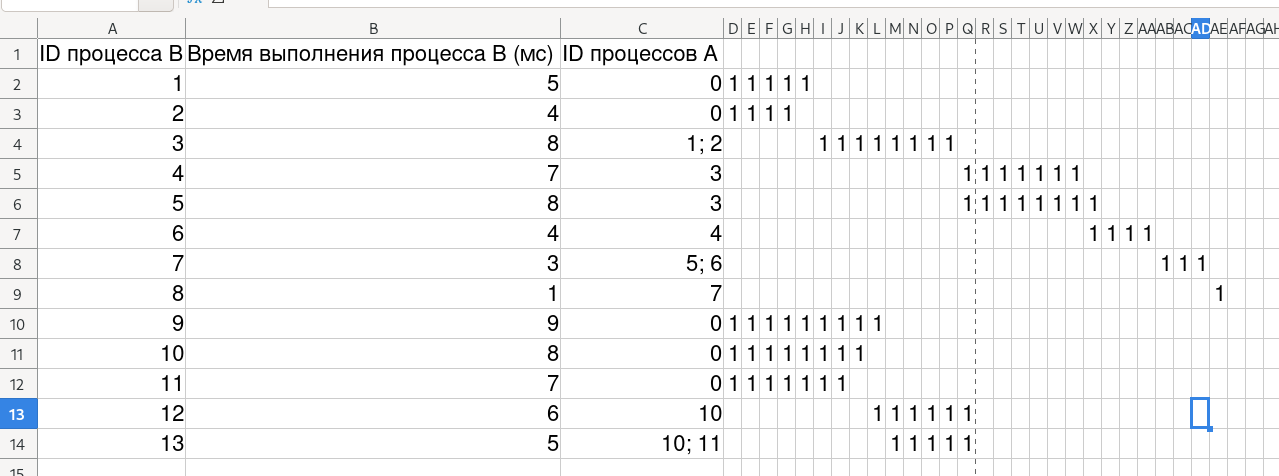 A B C D E F G H I J K L M N O P Q R S T U V W X Y Z AA AB AC AD AE AF AG AH
1 ID процесса B Время выполнения процесса B (мс) ID процессов A
2 1 5 0 1 1 1 1 1
3 2 4 0 1 1 1 1
4 3 8 1; 2 1 1 1 1 1 1 1 1
5 4 7 3 1 1 1 1 1 1 1
6 5 8 3 1 1 1 1 1 1 1 1
7 6 4 4 1 1 1 1
8 7 3 5; 6 1 1 1
9 8 1 7 1
10 9 9 0 1 1 1 1 1 1 1 1 1
11 10 8 0 1 1 1 1 1 1 1 1
12 11 7 0 1 1 1 1 1 1 1
13 12 6 10 1 1 1 1 1 1
14 13 5 10; 11 1 1 1 1 1
15